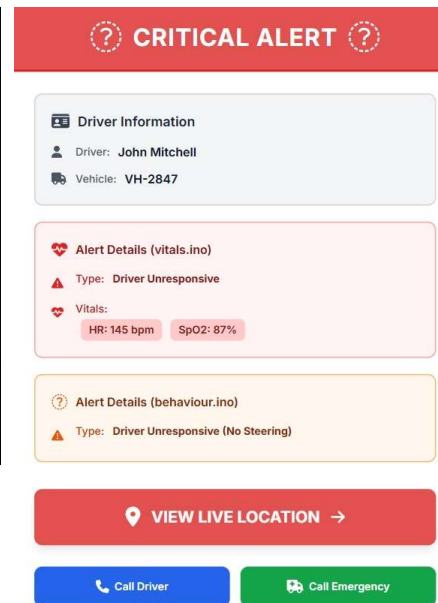 CRITICAL ALERT
Driver Information
Driver: John Mitchell
Vehicle: VH-2847
Alert Details (vitals.ino)
Type: Driver Unresponsive
Vitals:
HR: 145 bpm SpO2: 87%
Alert Details (behaviour.ino)
Type: Driver Unresponsive (No Steering)
VIEW LIVE LOCATION →
Call Driver Call Emergency